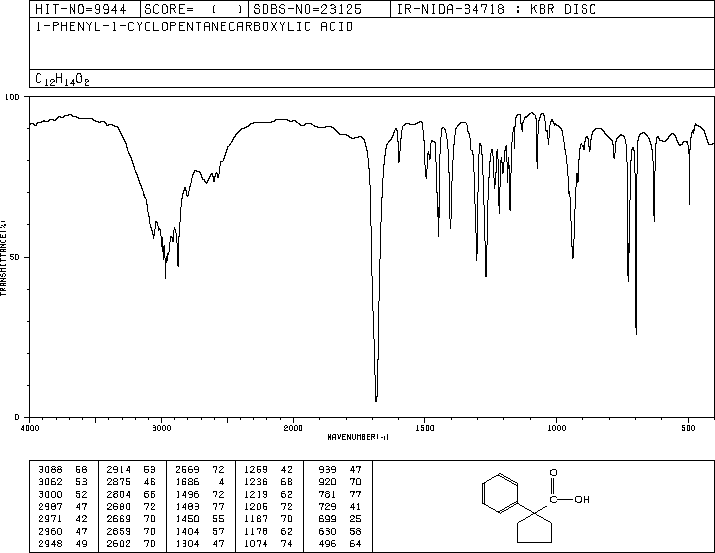 HIT-NO=9944 SCORE= ( ) SDBS-NO=23125 IR-NIDA-34718 : KBR DISC
1-PHENYL-1-CYCLOPENTANECARBOXYLIC ACID
C12H14O2
100
50
0
TRANSMITTANCE(%)
4000 3000 2000 1500 1000 500
WAVENUMBER(-1)
3088 68 2914 53 2569 72 1269 42 939 47
3062 53 2875 46 1686 4 1236 68 920 70
3000 52 2804 66 1496 72 1219 62 781 77
2987 47 2680 72 1483 77 1206 72 729 41
2971 42 2669 70 1450 55 1187 70 699 25
2960 47 2659 70 1404 57 1178 62 630 58
2948 49 2602 70 1304 47 1074 74 496 64
O
C
OH
C